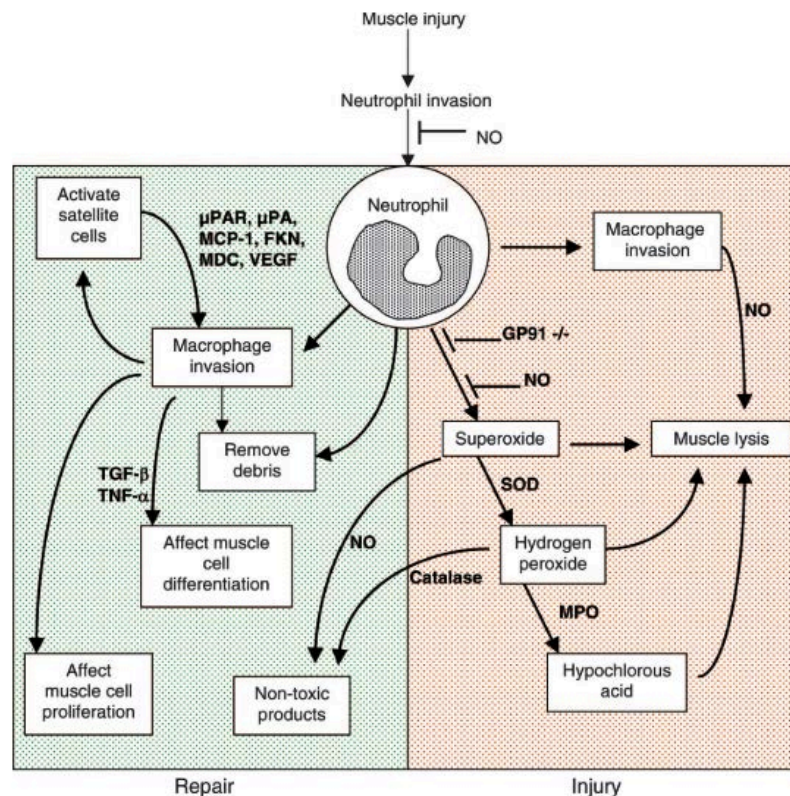 Muscle injury
Neutrophil invasion
NO
Activate
satellite
cells
µPAR, µPA,
MCP-1, FKN,
MDC, VEGF
Neutrophil
Macrophage
invasion
NO
GP91 -/-
Macrophage
invasion
NO
Superoxide
Muscle lysis
Remove
debris
TGF-β
TNF-α
SOD
Affect muscle
cell
differentiation
NO
Hydrogen
peroxide
Catalase
MPO
Affect
muscle cell
proliferation
Non-toxic
products
Hypochlorous
acid
Repair
Injury